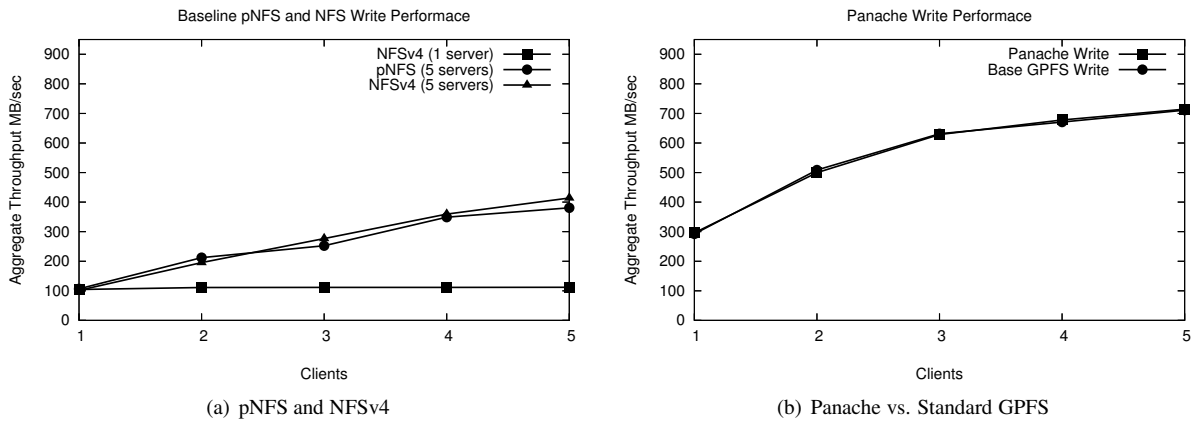 Baseline pNFS and NFS Write Performace
NFSv4 (1 server)
pNFS (5 servers)
NFSv4 (5 servers)
Aggregate Throughput MB/sec
900
800
700
600
500
400
300
200
100
0
1 2 3 4 5
Clients
(a) pNFS and NFSv4
Panache Write Performace
Panache Write
Base GPFS Write
Aggregate Throughput MB/sec
900
800
700
600
500
400
300
200
100
0
1 2 3 4 5
Clients
(b) Panache vs. Standard GPFS